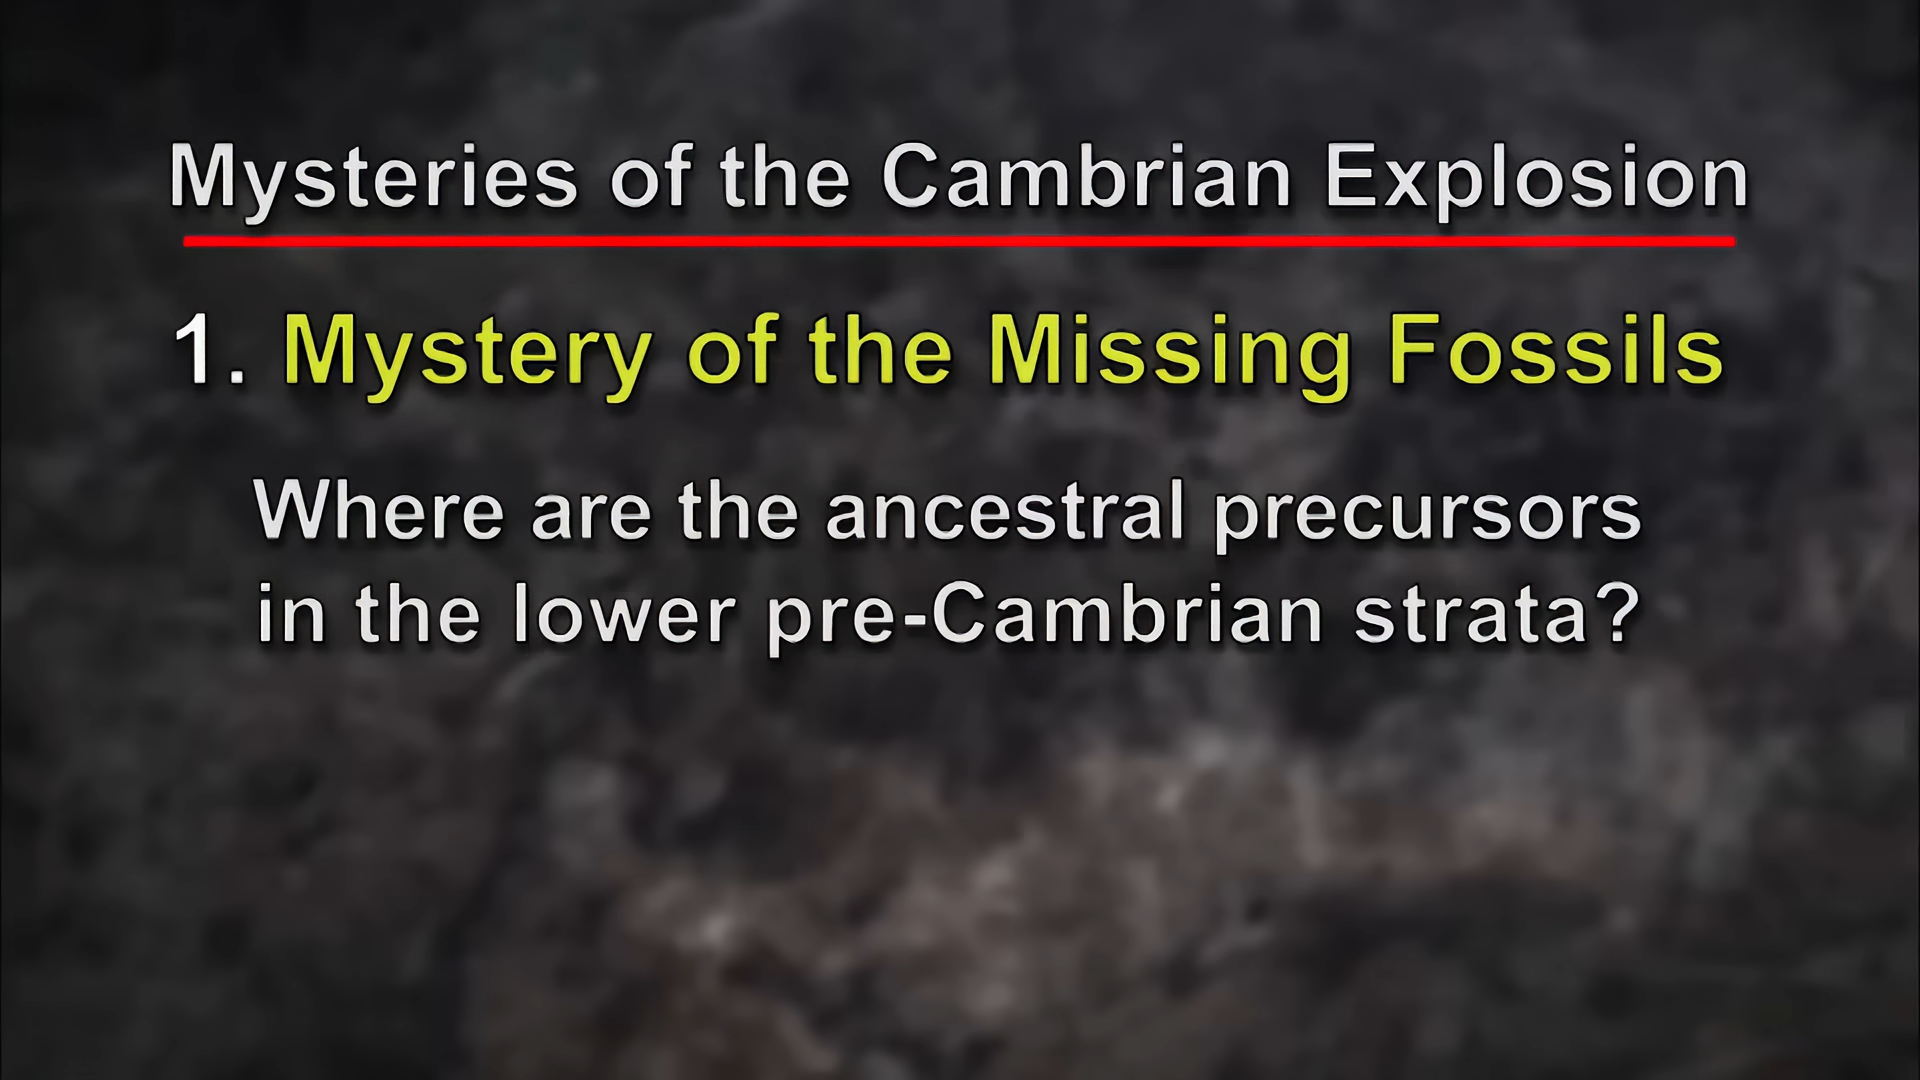 Mysteries of the Cambrian Explosion
1. Mystery of the Missing Fossils
Where are the ancestral precursors
in the lower pre-Cambrian strata?